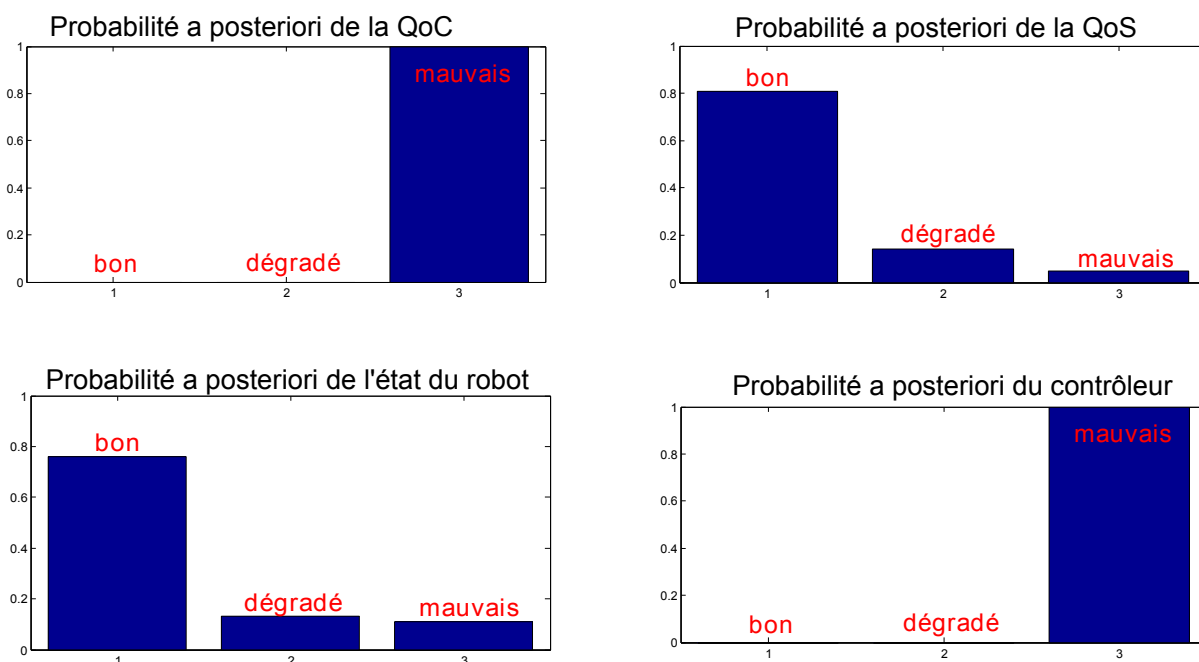 Probabilité a posteriori de la QoC
1
0.8
0.6
0.4
0.2
0
mauvais
bon
dégradé
1
2
3
Probabilité a posteriori de la QoS
1
0.8
0.6
0.4
0.2
0
bon
dégradé
mauvais
1
2
3
Probabilité a posteriori de l'état du robot
1
0.8
0.6
0.4
0.2
0
bon
dégradé
mauvais
1
2
3
Probabilité a posteriori du contrôleur
1
0.8
0.6
0.4
0.2
0
mauvais
bon
dégradé
1
2
3